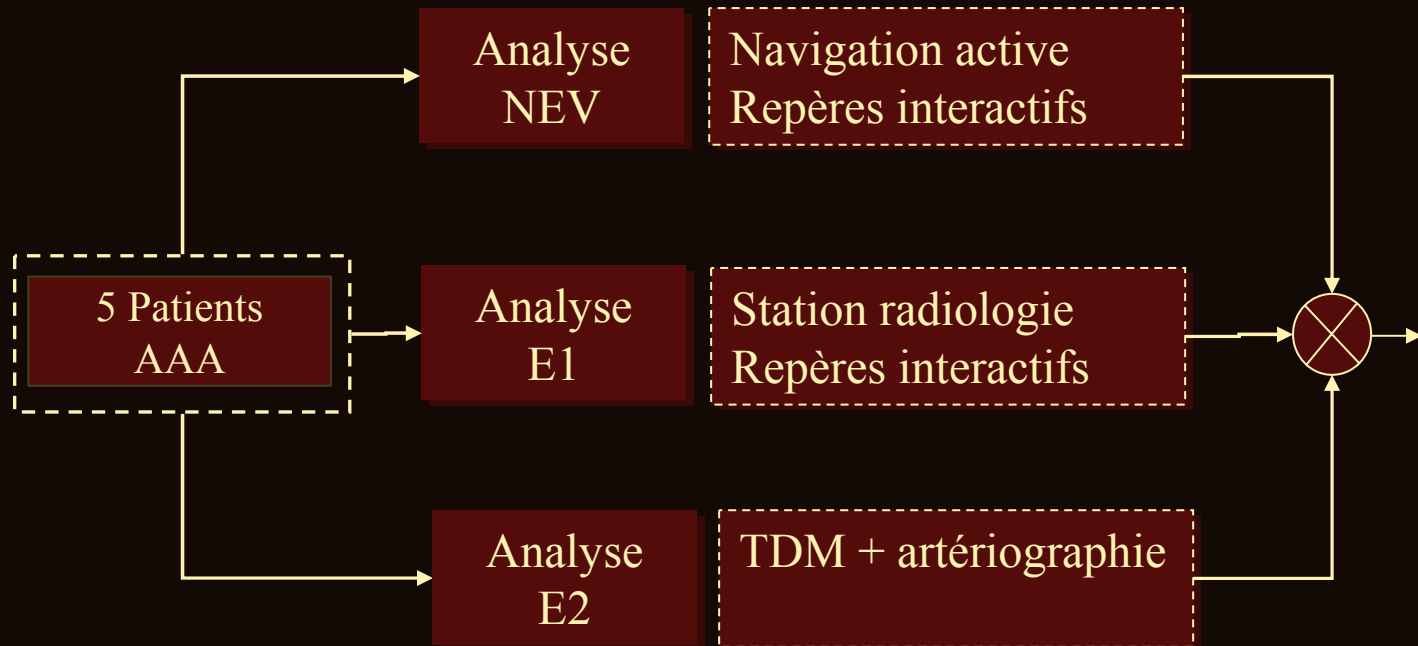 Analyse
NEV
Navigation active
Repères interactifs
5 Patients
AAA
Analyse
E1
Station radiologie
Repères interactifs
Analyse
E2
TDM + artériographie